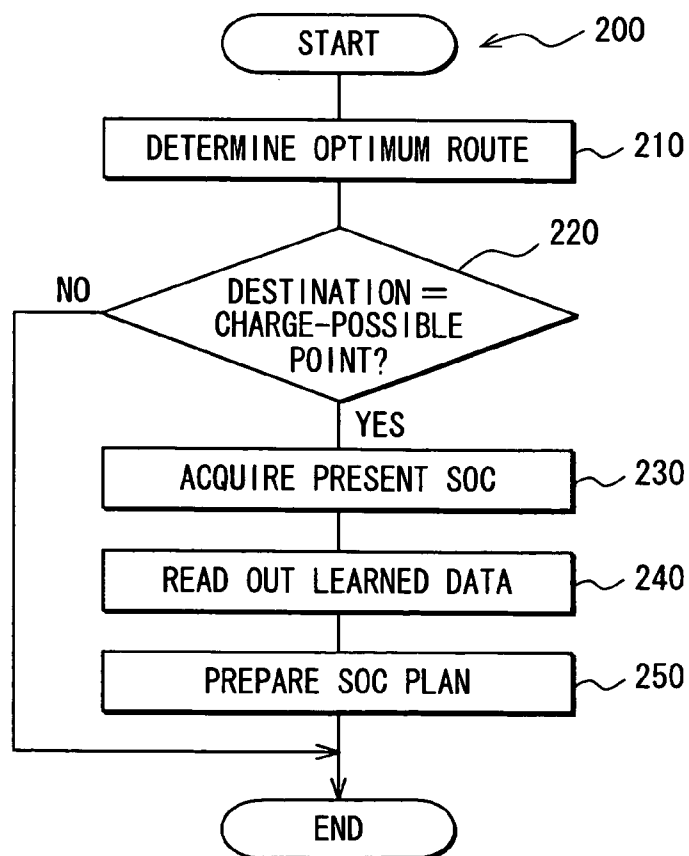 START
200
DETERMINE OPTIMUM ROUTE
210
220
NO
DESTINATION =
CHARGE-POSSIBLE
POINT?
YES
ACQUIRE PRESENT SOC
230
READ OUT LEARNED DATA
240
PREPARE SOC PLAN
250
END